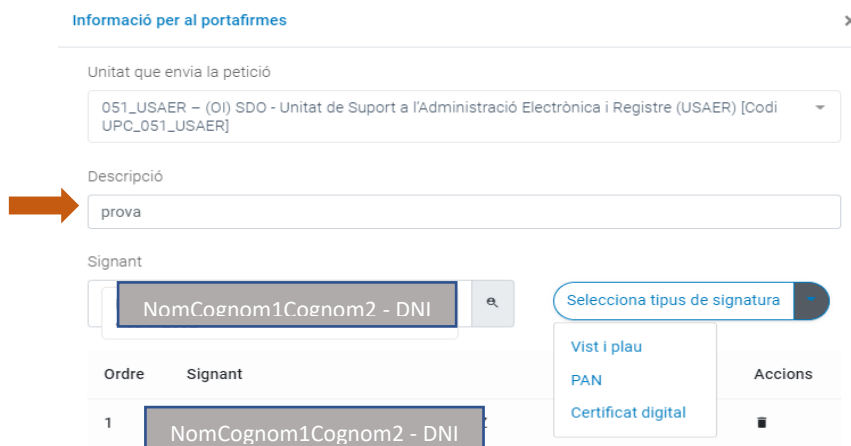 Informació per al portafirmes
Unitat que envia la petició
051_USAER – (OI) SDO - Unitat de Suport a l'Administració Electrònica i Registre (USAER) [Codi
UPC_051_USAER]
Descripció
prova
Signant
NomCognom1Cognom2 - DNI
Selecciona tipus de signatura
Vist i plau
PAN
Certificat digital
Ordre Signant Accions
1 NomCognom1Cognom2 - DNI